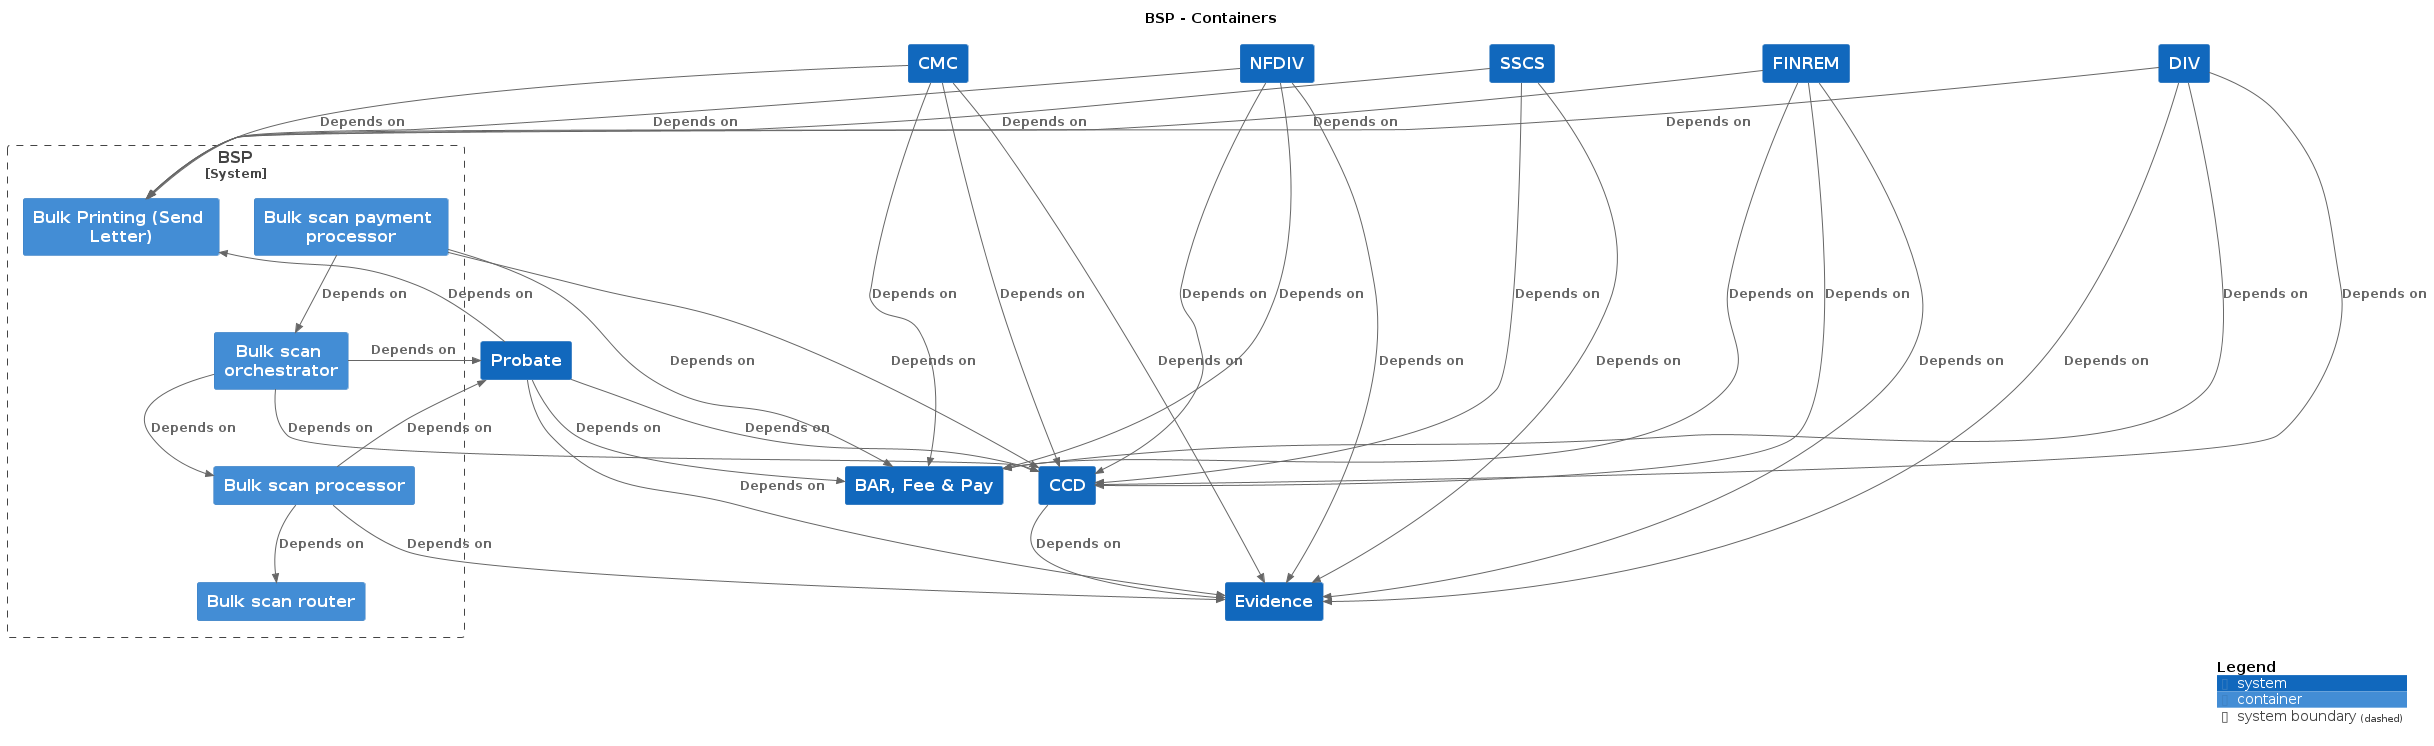 BSP - Containers
CMC
NFDIV
SSCS
FINREM
DIV
Depends on
Depends on
Depends on
Depends on
Depends on
BSP
[System]
Bulk Printing (Send
Letter)
Bulk scan payment
processor
Depends on
Depends on
Depends on
Depends on
Depends on
Depends on
Depends on
Depends on
Depends on
Depends on
Depends on
Bulk scan
orchestrator
Depends on
Probate
Depends on
Depends on
Depends on
Depends on
Depends on
Depends on
Depends on
Depends on
Depends on
Depends on
Depends on
Depends on
Bulk scan processor
Depends on
BAR, Fee & Pay
CCD
Depends on
Depends on
Depends on
Bulk scan router
Evidence
Legend
system
container
system boundary (dashed)